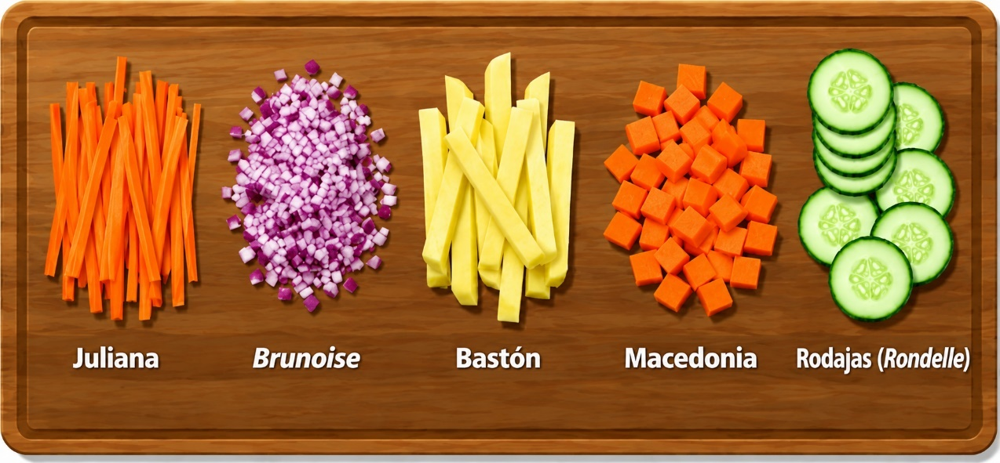 Juliana
Brunoise
Bastón
Macedonia
Rodajas (Rondelle)